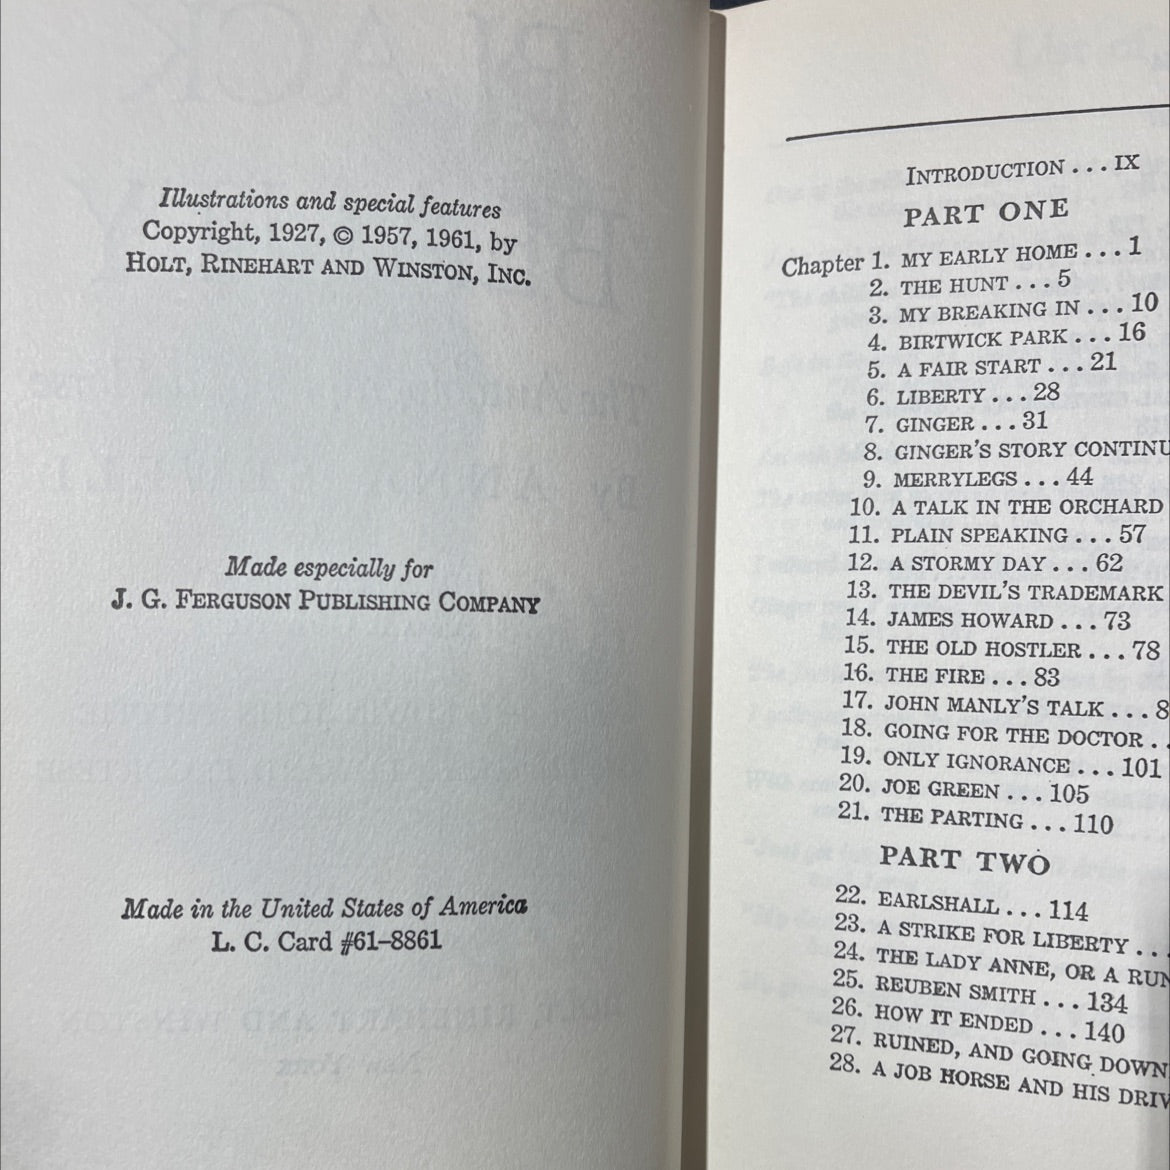 Illustrations and special features
Copyright, 1927, © 1957, 1961, by
HOLT, RINEHART AND WINSTON, INC.
Made especially for
J. G. FERGUSON PUBLISHING COMPANY
Made in the United States of America
L. C. Card #61–8861
INTRODUCTION . . . IX
PART ONE
Chapter 1. MY EARLY HOME . . . 1
2. THE HUNT . . . 5
3. MY BREAKING IN . . . 10
4. BIRTWICK PARK . . . 16
5. A FAIR START . . . 21
6. LIBERTY . . . 28
7. GINGER . . . 31
8. GINGER'S STORY CONTINU
9. MERRYLEGS . . . 44
10. A TALK IN THE ORCHARD
11. PLAIN SPEAKING . . . 57
12. A STORMY DAY . . . 62
13. THE DEVIL'S TRADEMARK
14. JAMES HOWARD . . . 73
15. THE OLD HOSTLER . . . 78
16. THE FIRE . . . 83
17. JOHN MANLY'S TALK . . . 8
18. GOING FOR THE DOCTOR . .
19. ONLY IGNORANCE . . . 101
20. JOE GREEN . . . 105
21. THE PARTING . . . 110
PART TWO
22. EARLSHALL . . . 114
23. A STRIKE FOR LIBERTY . . .
24. THE LADY ANNE, OR A RUN
25. REUBEN SMITH . . . 134
26. HOW IT ENDED . . . 140
27. RUINED, AND GOING DOWN
28. A JOB HORSE AND HIS DRIV